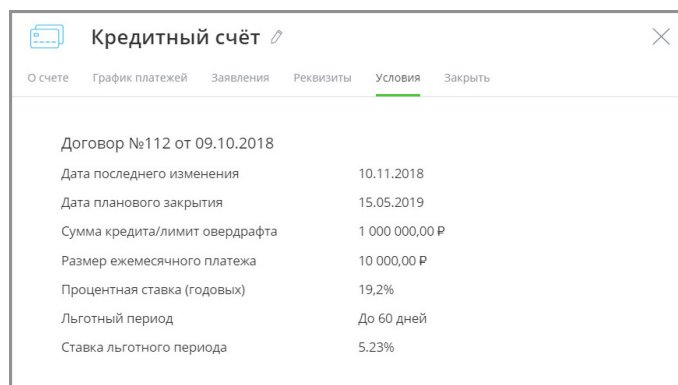 Кредитный счёт
О счете График платежей Заявления Реквизиты Условия Закрыть
Договор №112 от 09.10.2018
Дата последнего изменения 10.11.2018
Дата планового закрытия 15.05.2019
Сумма кредита/лимит овердрафта 1 000 000,00 ₽
Размер ежемесячного платежа 10 000,00 ₽
Процентная ставка (годовых) 19,2%
Льготный период До 60 дней
Ставка льготного периода 5.23%